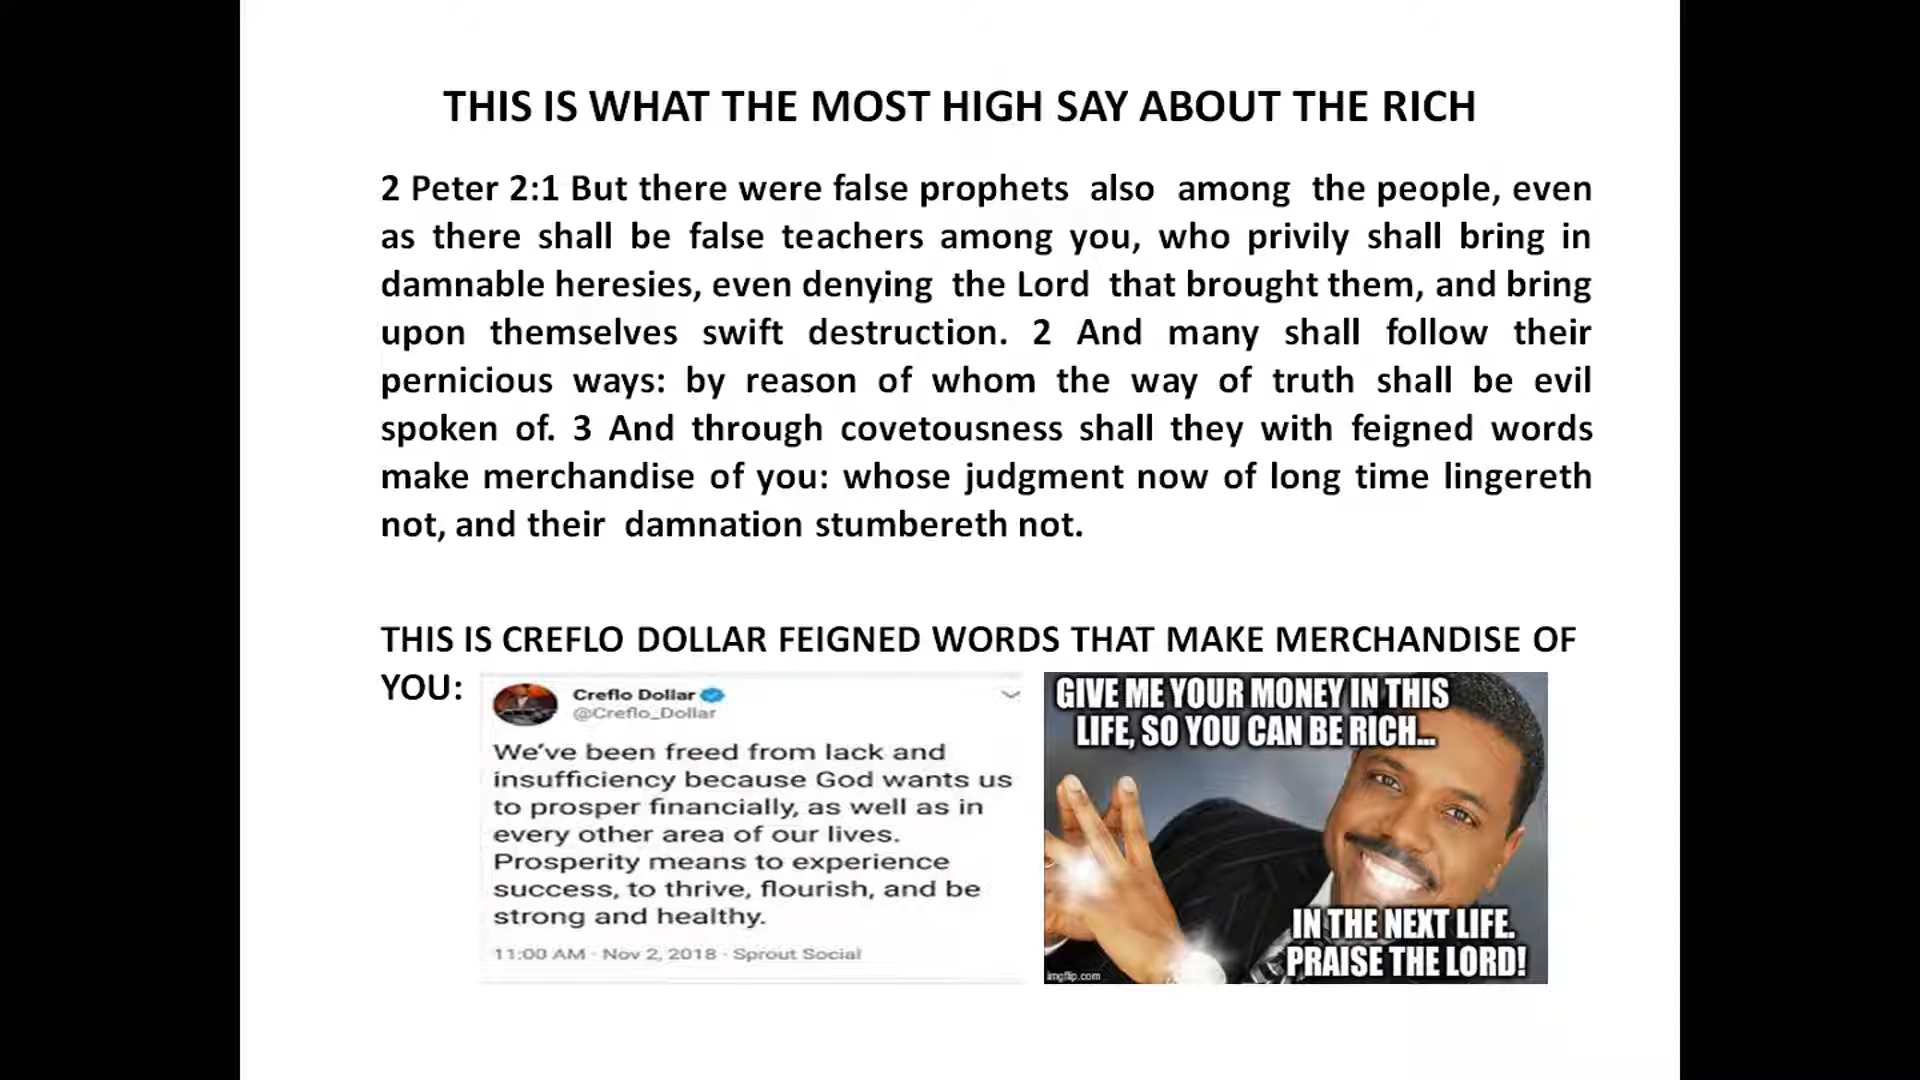 THIS IS WHAT THE MOST HIGH SAY ABOUT THE RICH
2 Peter 2:1 But there were false prophets also among the people, even
as there shall be false teachers among you, who privily shall bring in
damnable heresies, even denying the Lord that brought them, and bring
upon themselves swift destruction. 2 And many shall follow their
pernicious ways: by reason of whom the way of truth shall be evil
spoken of. 3 And through covetousness shall they with feigned words
make merchandise of you: whose judgment now of long time lingereth
not, and their damnation stumbereth not.
THIS IS CREFLO DOLLAR FEIGNED WORDS THAT MAKE MERCHANDISE OF
YOU:
Creflo Dollar
@Creflo_Dollar
We've been freed from lack and
insufficiency because God wants us
to prosper financially, as well as in
every other area of our lives.
Prosperity means to experience
success, to thrive, flourish, and be
strong and healthy.
11:00 AM · Nov 2, 2018 · Sprout Social
GIVE ME YOUR MONEY IN THIS
LIFE, SO YOU CAN BE RICH...
IN THE NEXT LIFE.
PRAISE THE LORD!
imgflip.com